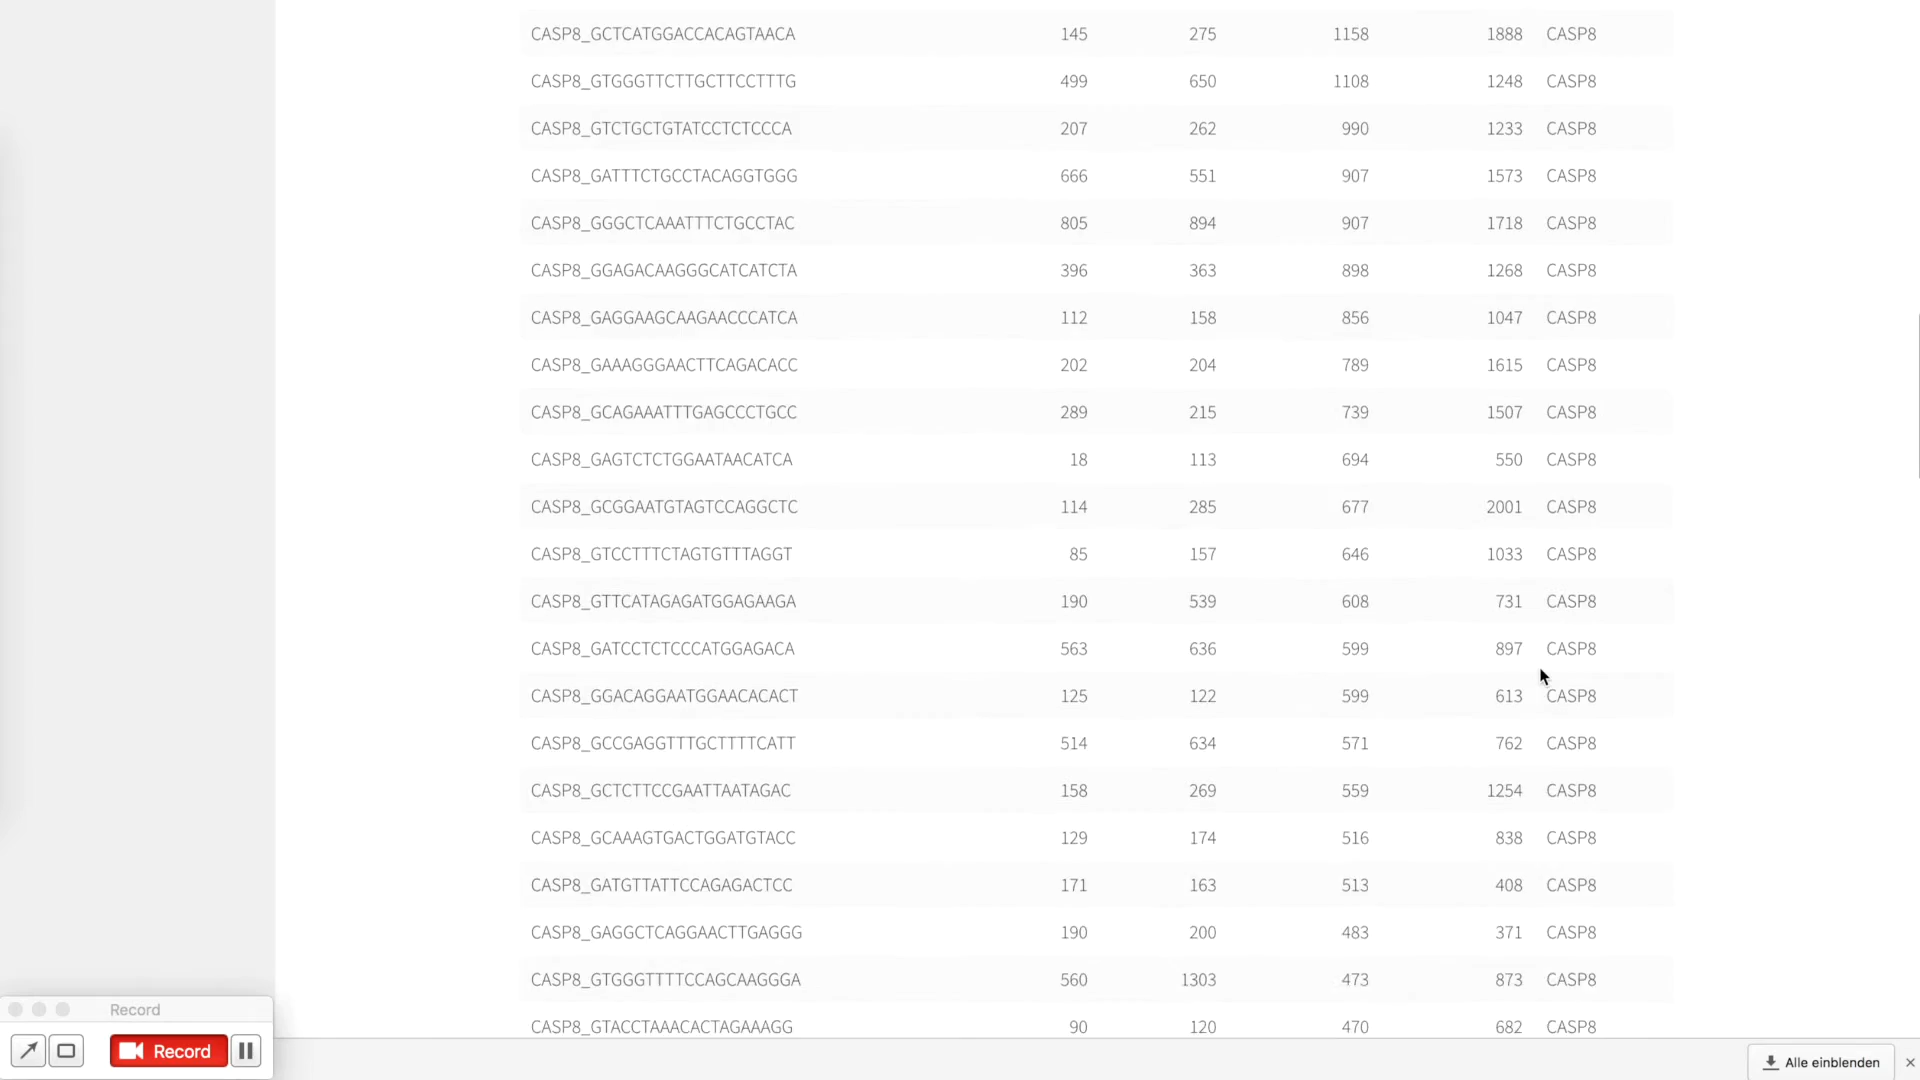 CASP8_GCTCATGGACCACAGTAACA 145 275 1158 1888 CASP8
CASP8_GTGGGTTCTTGCTTCCTTTG 499 650 1108 1248 CASP8
CASP8_GTCTGCTGTATCCTCTCCCA 207 262 990 1233 CASP8
CASP8_GATTTCTGCCTACAGGTGGG 666 551 907 1573 CASP8
CASP8_GGGCTCAAATTTCTGCCTAC 805 894 907 1718 CASP8
CASP8_GGAGACAAGGGCATCATCTA 396 363 898 1268 CASP8
CASP8_GAGGAAGCAAGAACCCATCA 112 158 856 1047 CASP8
CASP8_GAAAGGGAACTTCAGACACC 202 204 789 1615 CASP8
CASP8_GCAGAAATTTGAGCCCTGCC 289 215 739 1507 CASP8
CASP8_GAGTCTCTGGAATAACATCA 18 113 694 550 CASP8
CASP8_GCGGAATGTAGTCCAGGCTC 114 285 677 2001 CASP8
CASP8_GTCCTTTCTAGTGTTTAGGT 85 157 646 1033 CASP8
CASP8_GTTCATAGAGATGGAGAAGA 190 539 608 731 CASP8
CASP8_GATCCTCTCCCATGGAGACA 563 636 599 897 CASP8
CASP8_GGACAGGAATGGAACACACT 125 122 599 613 CASP8
CASP8_GCCGAGGTTTGCTTTTCATT 514 634 571 762 CASP8
CASP8_GCTCTTCCGAATTAATAGAC 158 269 559 1254 CASP8
CASP8_GCAAAGTGACTGGATGTACC 129 174 516 838 CASP8
CASP8_GATGTTATTCCAGAGACTCC 171 163 513 408 CASP8
CASP8_GAGGCTCAGGAACTTGAGGG 190 200 483 371 CASP8
CASP8_GTGGGTTTTCCAGCAAGGGA 560 1303 473 873 CASP8
CASP8_GTACCTAAACACTAGAAAGG 90 120 470 682 CASP8
Record
Record
Alle einblenden